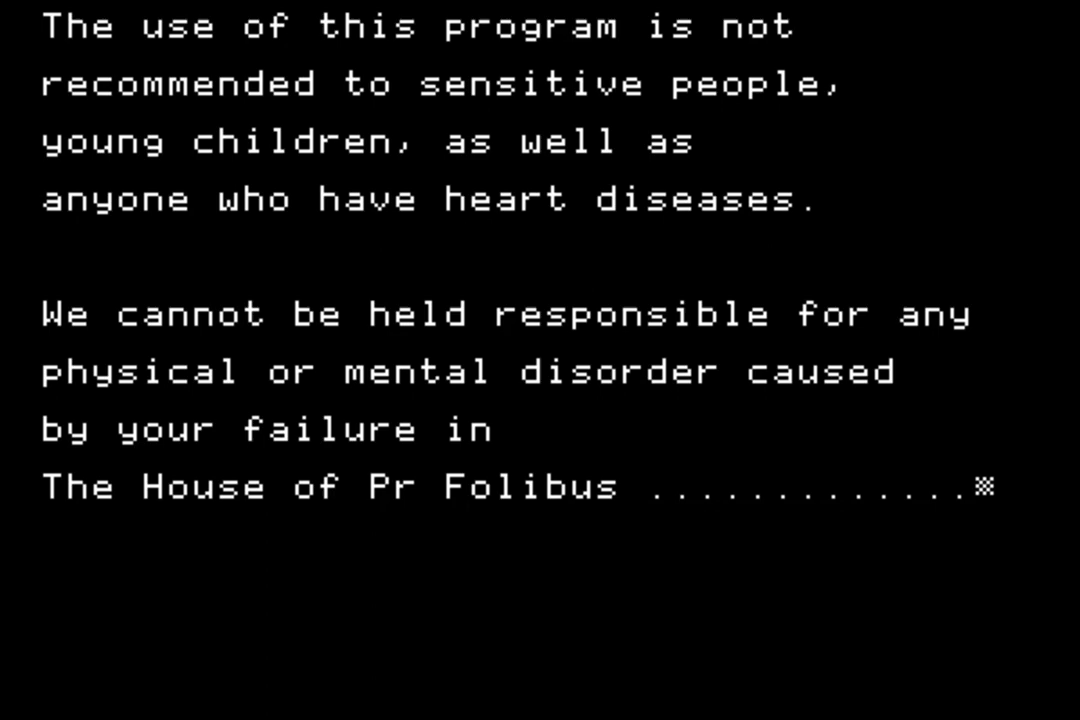 The use of this program is not
recommended to sensitive people,
young children, as well as
anyone who have heart diseases.
We cannot be held responsible for any
physical or mental disorder caused
by your failure in
The House of Pr Folibus .............